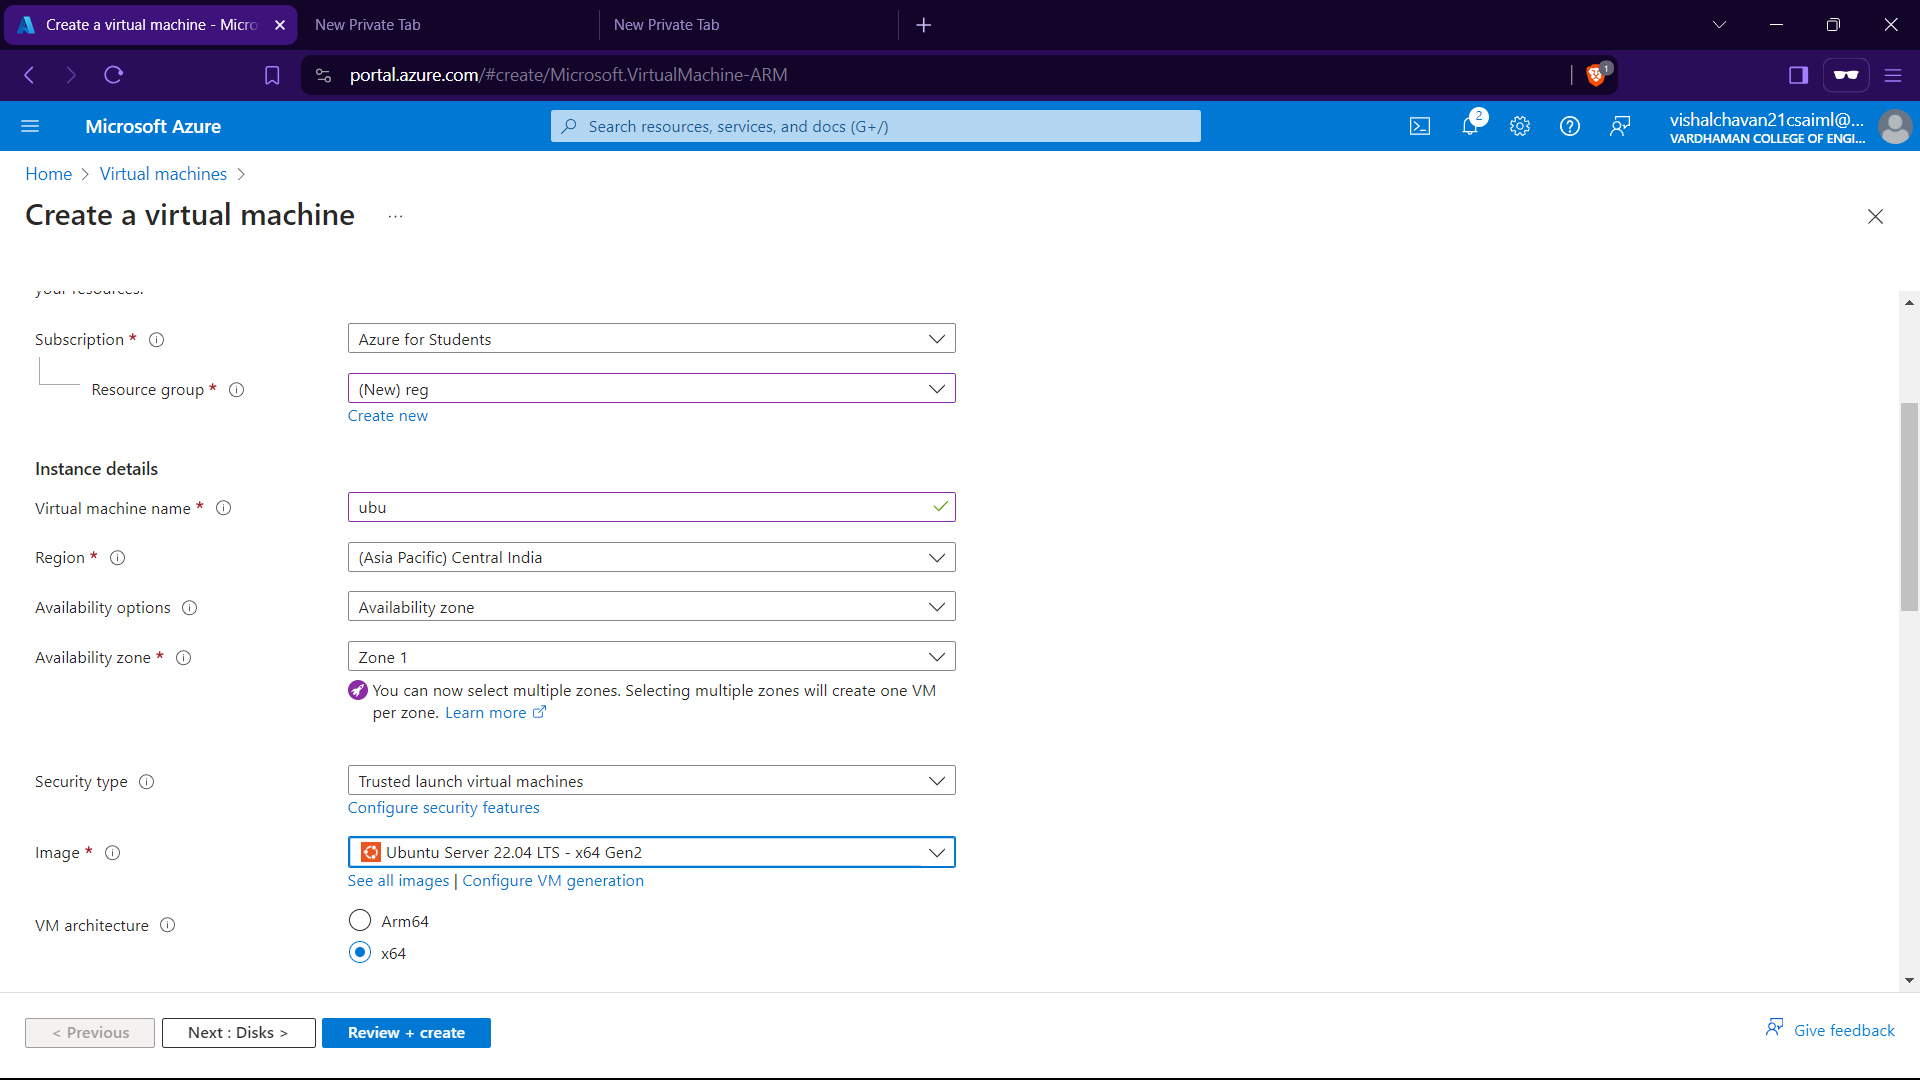 Create a virtual machine - Micro
New Private Tab
New Private Tab
portal.azure.com/#create/Microsoft.VirtualMachine-ARM
1
Microsoft Azure
Search resources, services, and docs (G+/)
2
vishalchavan21csaiml@...
VARDHAMAN COLLEGE OF ENGI...
Home > Virtual machines >
Create a virtual machine ...
your resources.
Subscription *
Azure for Students
Resource group *
(New) reg
Create new
Instance details
Virtual machine name *
ubu
Region *
(Asia Pacific) Central India
Availability options
Availability zone
Availability zone *
Zone 1
You can now select multiple zones. Selecting multiple zones will create one VM
per zone. Learn more
Security type
Trusted launch virtual machines
Configure security features
Image *
Ubuntu Server 22.04 LTS - x64 Gen2
See all images | Configure VM generation
VM architecture
Arm64
x64
< Previous
Next : Disks >
Review + create
Give feedback